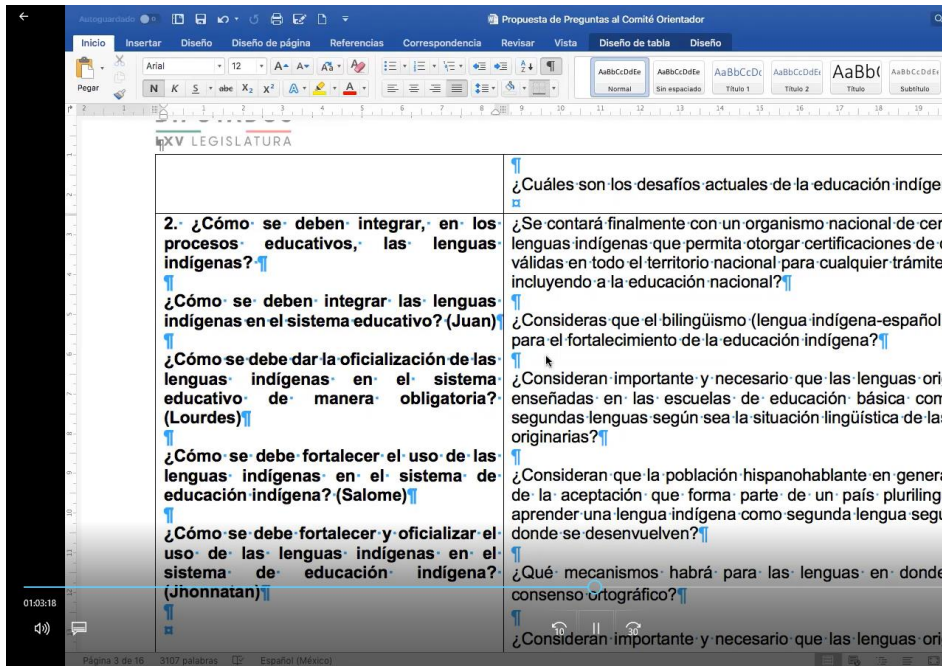 Autoguardado
Propuesta de Preguntas al Comité Orientador
Inicio Insertar Diseño Diseño de página Referencias Correspondencia Revisar Vista Diseño de tabla Diseño
Pegar
Arial 12
N K S abc X₂ X² A A
AaBbCcDdEe AaBbCcDdEe AaBbCcDc AaBbCcDdEe AaBb( AaBbCcDdEe
Normal Sin espaciado Título 1 Título 2 Título Subtítulo
LXV LEGISLATURA
¿Cuáles son los desafíos actuales de la educación indíge
2. ¿Cómo se deben integrar, en los
procesos educativos, las lenguas
indígenas?
¿Cómo se deben integrar las lenguas
indígenas en el sistema educativo? (Juan)
¿Cómo se debe dar la oficialización de las
lenguas indígenas en el sistema
educativo de manera obligatoria?
(Lourdes)
¿Cómo se debe fortalecer el uso de las
lenguas indígenas en el sistema de
educación indígena? (Salome)
¿Cómo se debe fortalecer y oficializar el
uso de las lenguas indígenas en el
sistema de educación indígena?
(Jhonnatan)
¿Se contará finalmente con un organismo nacional de cer
lenguas indígenas que permita otorgar certificaciones de
válidas en todo el territorio nacional para cualquier trámite
incluyendo a la educación nacional?
¿Consideras que el bilingüismo (lengua indígena-español
para el fortalecimiento de la educación indígena?
¿Consideran importante y necesario que las lenguas ori
enseñadas en las escuelas de educación básica com
segundas lenguas según sea la situación lingüística de las
originarias?
¿Consideran que la población hispanohablante en genera
de la aceptación que forma parte de un país pluriling
aprender una lengua indígena como segunda lengua segú
donde se desenvuelven?
¿Qué mecanismos habrá para las lenguas en donde
consenso ortográfico?
¿Consideran importante y necesario que las lenguas ori
01:03:18
10 30
Página 3 de 16 3107 palabras Español (México)